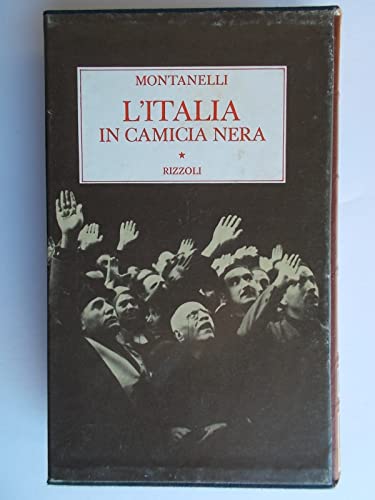 MONTANELLI
L'ITALIA
IN CAMICIA NERA
★
RIZZOLI